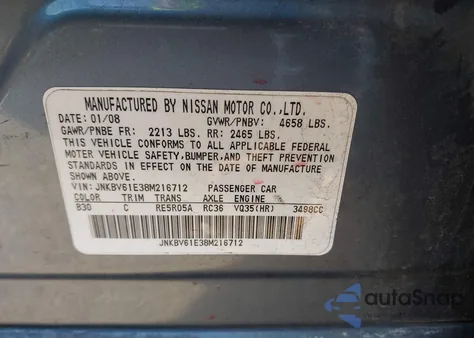 MANUFACTURED BY NISSAN MOTOR CO.,LTD.
DATE: 01/08 GVWR/PNBV: 4658 LBS.
GAWR/PNBE FR: 2213 LBS. RR: 2465 LBS.
THIS VEHICLE CONFORMS TO ALL APPLICABLE FEDERAL
MOTOR VEHICLE SAFETY, BUMPER, AND THEFT PREVENTION
STANDARDS IN EFFECT ON THE DATE OF MANUFACTURE
SHOWN ABOVE.
VIN: JNKBV61E38M216712 PASSENGER CAR
COLOR TRIM TRANS AXLE ENGINE
B30 C RE5R05A RC36 VQ35(HR) 3498CC
JNKBV61E38M216712
autoSnap